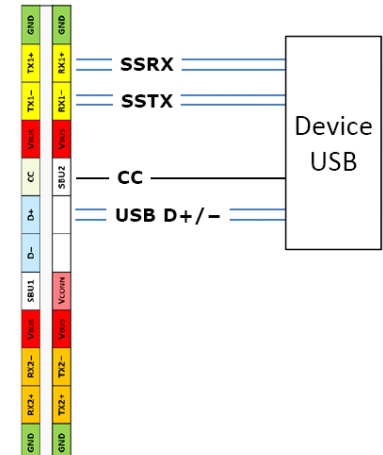 GND GND
TX1+ RX1+
SSRX
TX1− RX1−
SSTX
VBUS VBUS
Device
USB
CC SBU2
CC
D+
USB D+/−
D−
SBU1 VCONN
VBUS VBUS
RX2− TX2−
RX2+ TX2+
GND GND